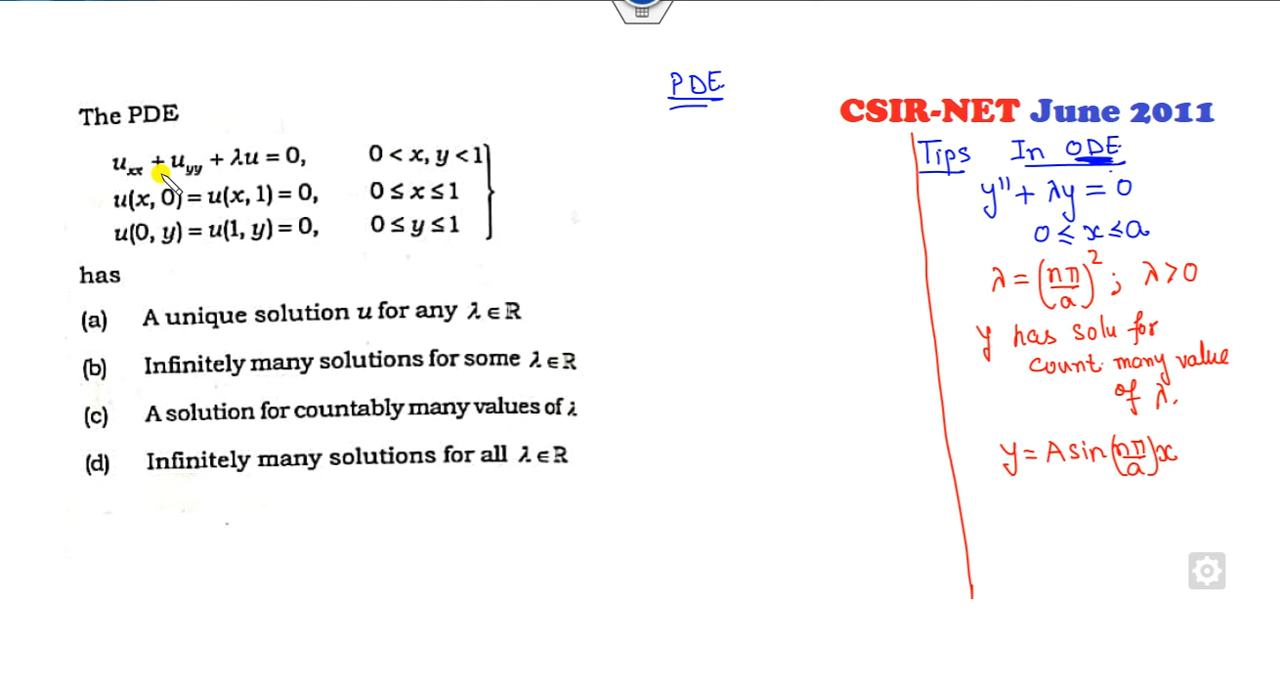 PDE
The PDE
u_xx + u_yy + λu = 0, 0 < x, y < 1
u(x, 0) = u(x, 1) = 0, 0 ≤ x ≤ 1
u(0, y) = u(1, y) = 0, 0 ≤ y ≤ 1
has
(a) A unique solution u for any λ ∈ ℝ
(b) Infinitely many solutions for some λ ∈ ℝ
(c) A solution for countably many values of λ
(d) Infinitely many solutions for all λ ∈ ℝ
CSIR-NET June 2011
Tips In ODE
y'' + λy = 0
0 ≤ x ≤ a
λ = (nπ/a)² ; λ > 0
y has solu for
count. many value
of λ.
y = A sin(nπ/a)x